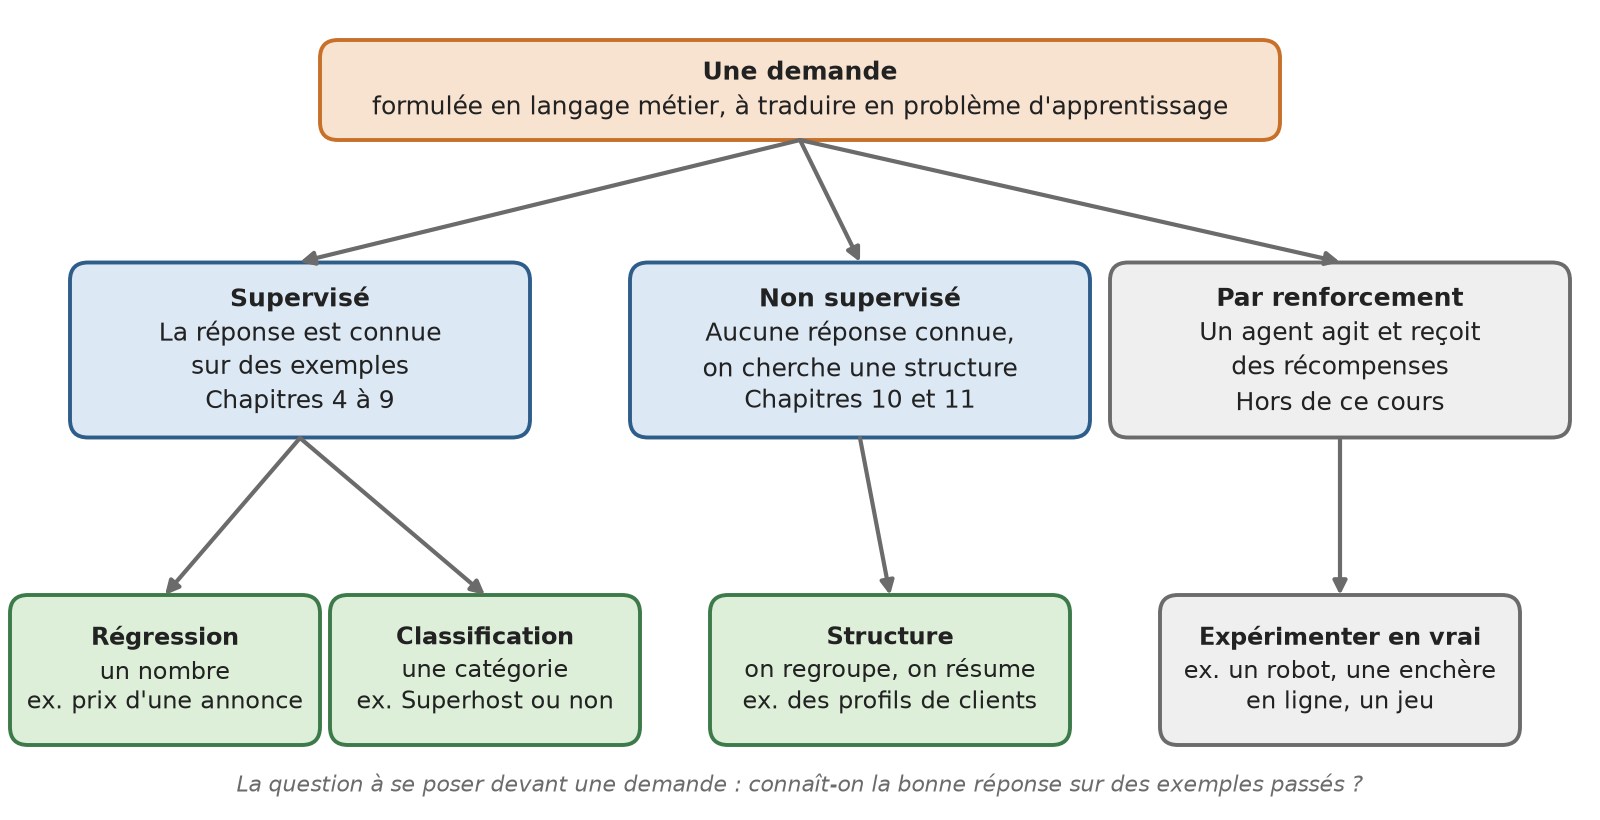 Une demande
formulée en langage métier, à traduire en problème d'apprentissage
Supervisé
La réponse est connue
sur des exemples
Chapitres 4 à 9
Non supervisé
Aucune réponse connue,
on cherche une structure
Chapitres 10 et 11
Par renforcement
Un agent agit et reçoit
des récompenses
Hors de ce cours
Régression
un nombre
ex. prix d'une annonce
Classification
une catégorie
ex. Superhost ou non
Structure
on regroupe, on résume
ex. des profils de clients
Expérimenter en vrai
ex. un robot, une enchère
en ligne, un jeu
La question à se poser devant une demande : connaît-on la bonne réponse sur des exemples passés ?